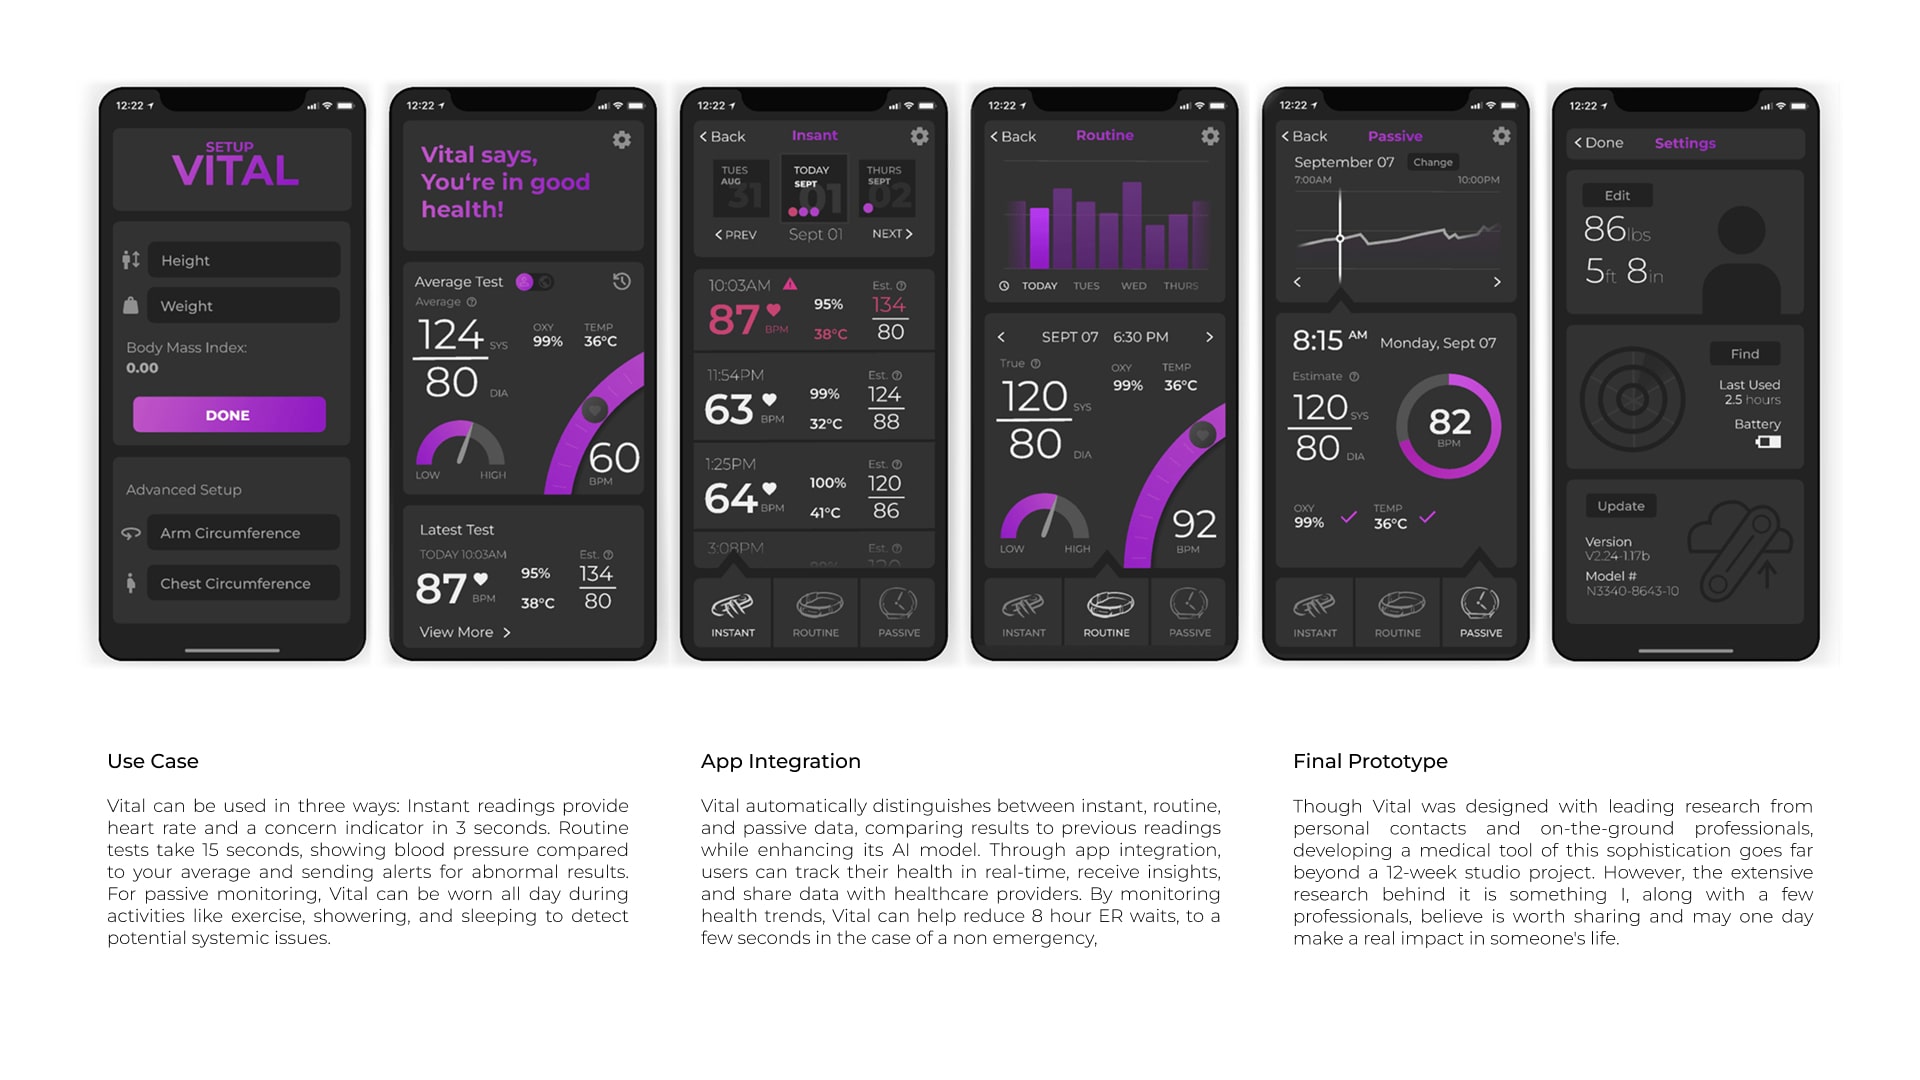 12:22
SETUP
VITAL
Height
Weight
Body Mass Index:
0.00
DONE
Advanced Setup
Arm Circumference
Chest Circumference
12:22
Vital says,
You‘re in good
health!
Average Test
Average ?
124 SYS
80 DIA
OXY TEMP
99% 36°C
LOW HIGH
60
BPM
Latest Test
TODAY 10:03AM
87 BPM
95%
38°C
Est. ?
134
80
View More >
12:22
< Back Insant
TUES TODAY THURS
AUG SEPT SEPT
31 01 02
< PREV Sept 01 NEXT >
10:03AM Est. ?
87 BPM
95%
38°C
134
80
11:54PM Est. ?
63 BPM
99%
32°C
124
88
1:25PM Est. ?
64 BPM
100%
41°C
120
86
3:08PM Est. ?
99% 120
INSTANT ROUTINE PASSIVE
12:22
< Back Routine
TODAY TUES WED THURS
< SEPT 07 6:30 PM >
True ?
120 SYS
80 DIA
OXY TEMP
99% 36°C
LOW HIGH
92
BPM
INSTANT ROUTINE PASSIVE
12:22
< Back Passive
September 07 Change
7:00AM 10:00PM
< >
8:15 AM Monday, Sept 07
Estimate ?
120 SYS
80 DIA
82
BPM
OXY TEMP
99% 36°C
INSTANT ROUTINE PASSIVE
12:22
< Done Settings
Edit
86lbs
5ft 8in
Find
Last Used
2.5 hours
Battery
Update
Version
V2.24-1.17b
Model #
N3340-8643-10
Use Case
Vital can be used in three ways: Instant readings provide
heart rate and a concern indicator in 3 seconds. Routine
tests take 15 seconds, showing blood pressure compared
to your average and sending alerts for abnormal results.
For passive monitoring, Vital can be worn all day during
activities like exercise, showering, and sleeping to detect
potential systemic issues.
App Integration
Vital automatically distinguishes between instant, routine,
and passive data, comparing results to previous readings
while enhancing its AI model. Through app integration,
users can track their health in real-time, receive insights,
and share data with healthcare providers. By monitoring
health trends, Vital can help reduce 8 hour ER waits, to a
few seconds in the case of a non emergency,
Final Prototype
Though Vital was designed with leading research from
personal contacts and on-the-ground professionals,
developing a medical tool of this sophistication goes far
beyond a 12-week studio project. However, the extensive
research behind it is something I, along with a few
professionals, believe is worth sharing and may one day
make a real impact in someone's life.